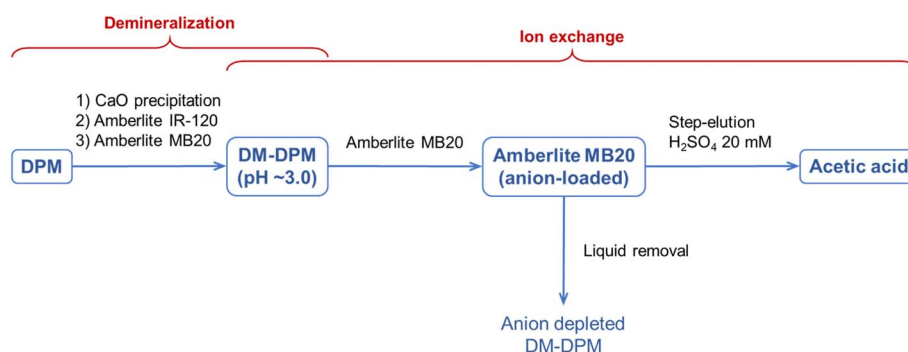 Demineralization
Ion exchange
1) CaO precipitation
2) Amberlite IR-120
3) Amberlite MB20
DPM
DM-DPM
(pH ~3.0)
Amberlite MB20
Amberlite MB20
(anion-loaded)
Step-elution
H₂SO₄ 20 mM
Acetic acid
Liquid removal
Anion depleted
DM-DPM